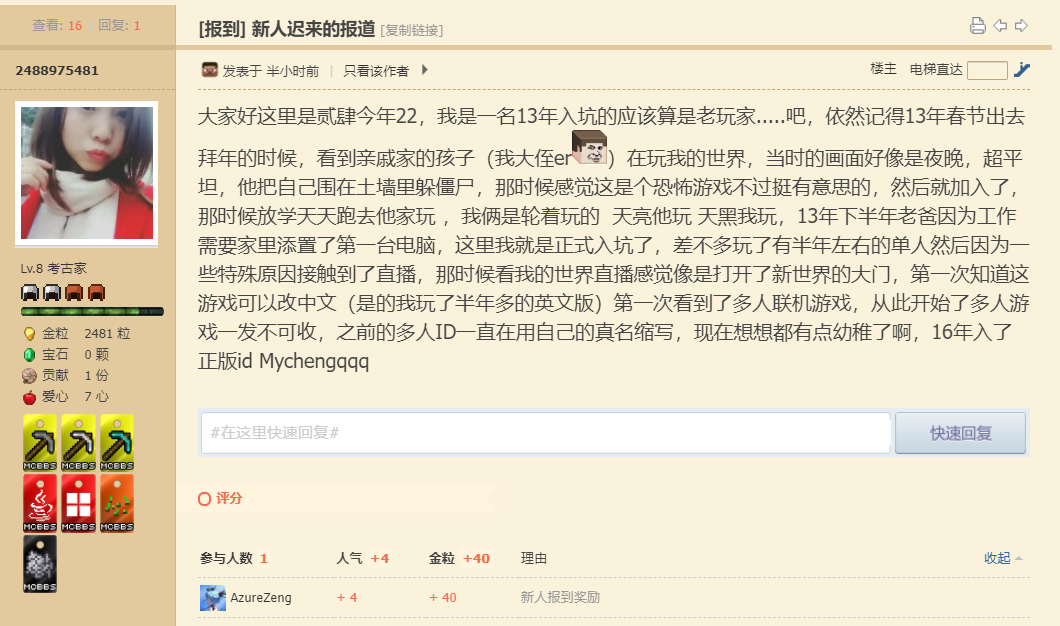 查看: 16 回复: 1
[报到] 新人迟来的报道 [复制链接]
2488975481
发表于 半小时前 | 只看该作者
楼主 电梯直达
大家好这里是贰肆今年22，我是一名13年入坑的应该算是老玩家.....吧，依然记得13年春节出去
拜年的时候，看到亲戚家的孩子（我大侄er）在玩我的世界，当时的画面好像是夜晚，超平
坦，他把自己围在土墙里躲僵尸，那时候感觉这是个恐怖游戏不过挺有意思的，然后就加入了，
那时候放学天天跑去他家玩 ，我俩是轮着玩的 天亮他玩 天黑我玩，13年下半年老爸因为工作
需要家里添置了第一台电脑，这里我就是正式入坑了，差不多玩了有半年左右的单人然后因为一
些特殊原因接触到了直播，那时候看我的世界直播感觉像是打开了新世界的大门，第一次知道这
游戏可以改中文（是的我玩了半年多的英文版）第一次看到了多人联机游戏，从此开始了多人游
戏一发不可收，之前的多人ID一直在用自己的真名缩写，现在想想都有点幼稚了啊，16年入了
正版id Mychengqqq
Lv.8 考古家
金粒 2481 粒
宝石 0 颗
贡献 1 份
爱心 7 心
MCBBS MCBBS MCBBS
MCBBS MCBBS MCBBS
MCBBS
#在这里快速回复#
快速回复
评分
参与人数 1 人气 +4 金粒 +40 理由 收起
AzureZeng + 4 + 40 新人报到奖励